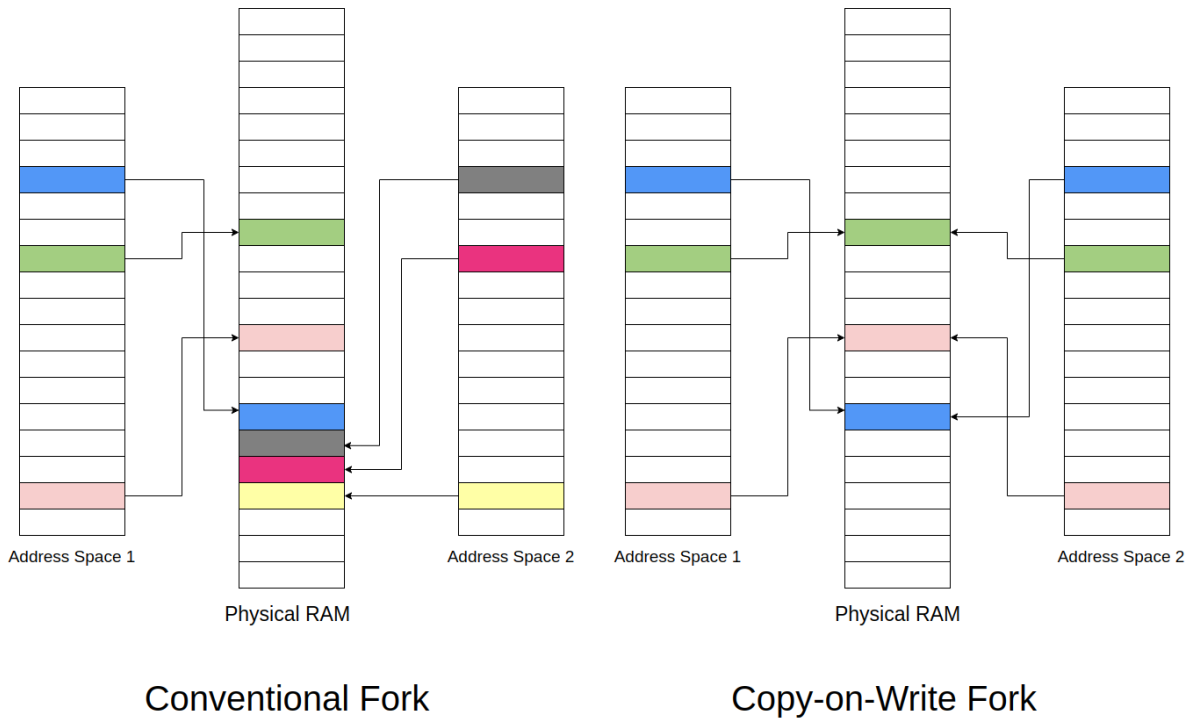 Address Space 1
Address Space 2
Physical RAM
Conventional Fork
Address Space 1
Address Space 2
Physical RAM
Copy-on-Write Fork